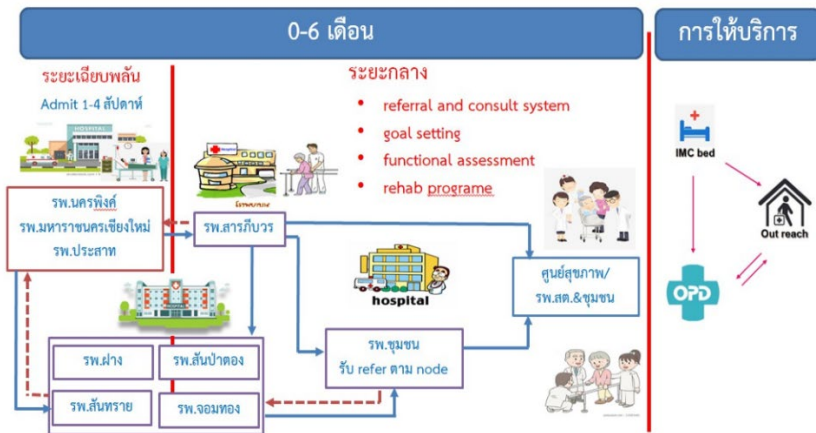 0-6 เดือน
การให้บริการ
ระยะเฉียบพลัน
Admit 1-4 สัปดาห์
ระยะกลาง
• referral and consult system
• goal setting
• functional assessment
• rehab programe
HOSPITAL
รพ.นครพิงค์
รพ.มหาราชนครเชียงใหม่
รพ.ประสาท
รพ.สารภีบวร
hospital
ศูนย์สุขภาพ/
รพ.สต.&ชุมชน
รพ.ชุมชน
รับ refer ตาม node
รพ.ฝาง
รพ.สันป่าตอง
รพ.สันทราย
รพ.จอมทอง
IMC bed
Out reach
OPD